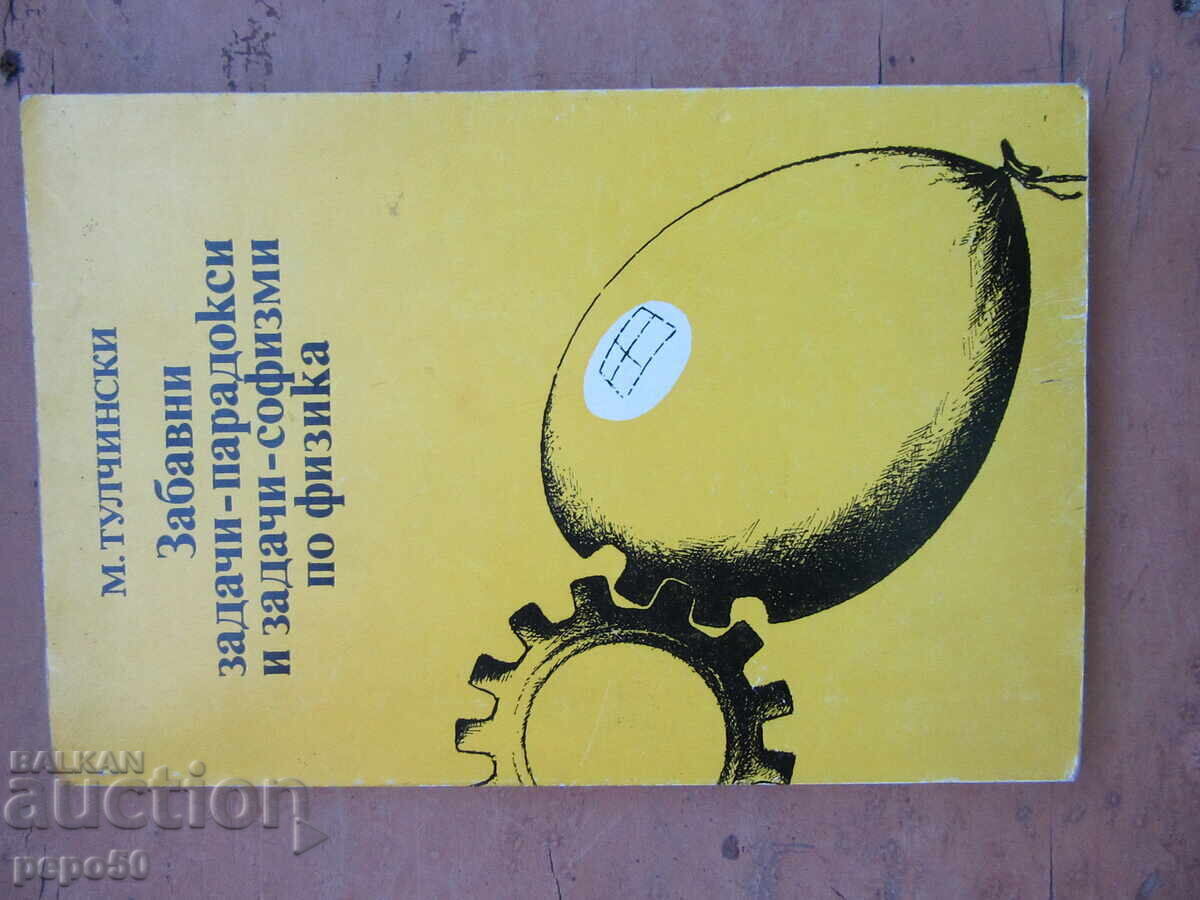 М. ТУЛЧИНСКИ
Забавни
задачи-парадокси
и задачи-софизми
по физика
BALKAN
auction
pepo50